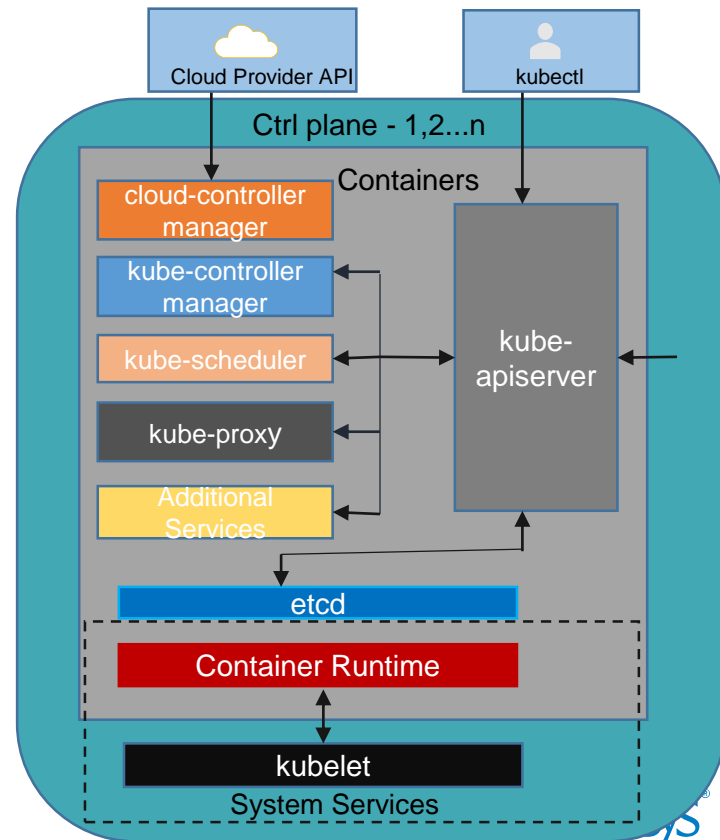 Cloud Provider API
kubectl
Ctrl plane - 1,2...n
Containers
cloud-controller
manager
kube-controller
manager
kube-
apiserver
kube-scheduler
kube-proxy
Additional
Services
etcd
Container Runtime
kubelet
System Services
®